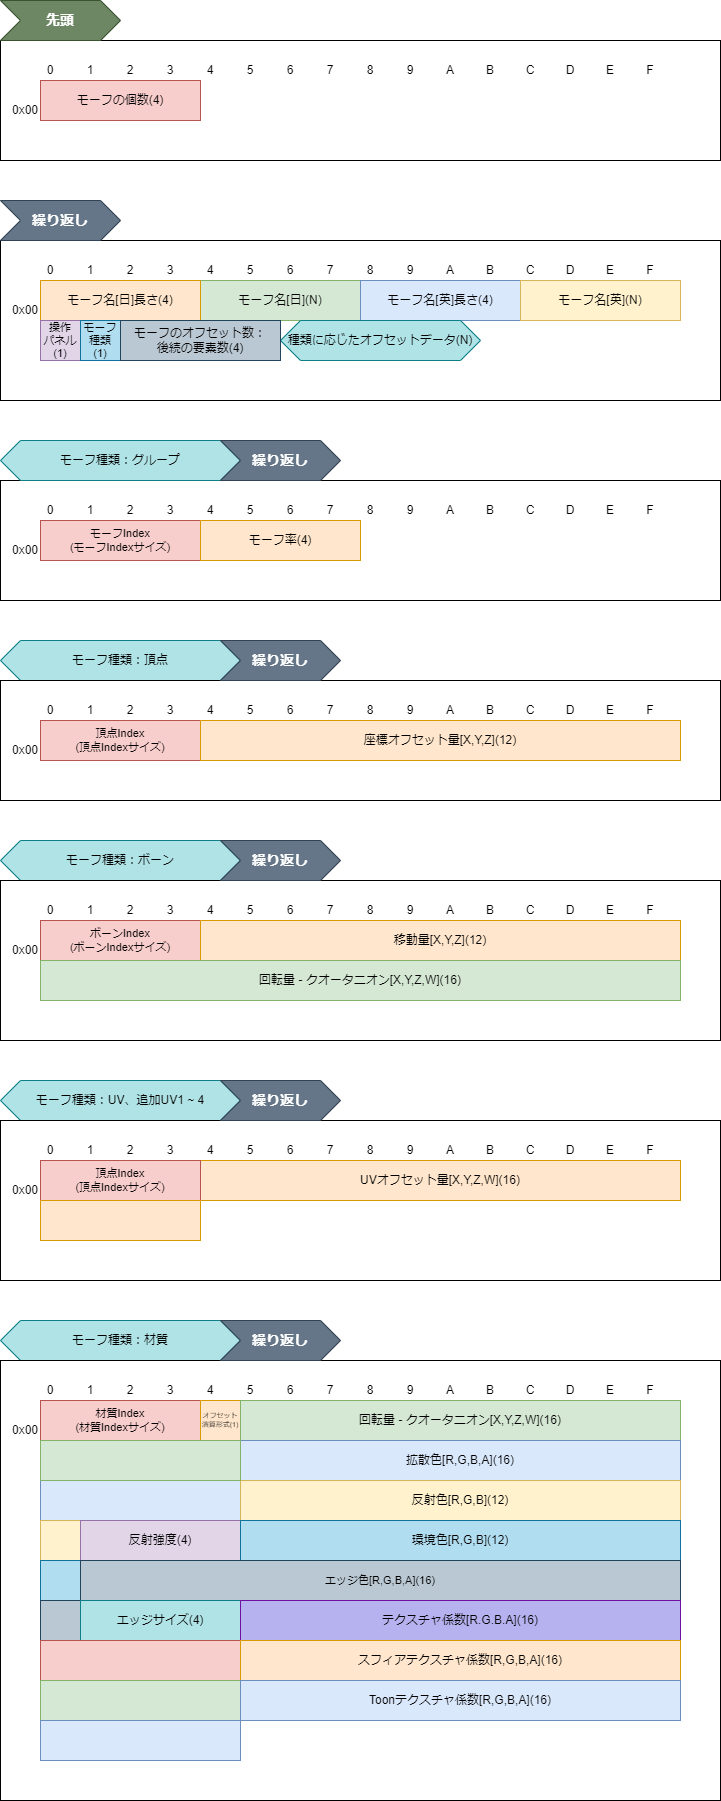 先頭
0 1 2 3 4 5 6 7 8 9 A B C D E F
0x00
モーフの個数(4)
繰り返し
0 1 2 3 4 5 6 7 8 9 A B C D E F
0x00
モーフ名[日]長さ(4)
モーフ名[日](N)
モーフ名[英]長さ(4)
モーフ名[英](N)
操作
パネル
(1)
モーフ
種類
(1)
モーフのオフセット数：
後続の要素数(4)
種類に応じたオフセットデータ(N)
モーフ種類：グループ
繰り返し
0 1 2 3 4 5 6 7 8 9 A B C D E F
0x00
モーフIndex
(モーフIndexサイズ)
モーフ率(4)
モーフ種類：頂点
繰り返し
0 1 2 3 4 5 6 7 8 9 A B C D E F
0x00
頂点Index
(頂点Indexサイズ)
座標オフセット量[X,Y,Z](12)
モーフ種類：ボーン
繰り返し
0 1 2 3 4 5 6 7 8 9 A B C D E F
0x00
ボーンIndex
(ボーンIndexサイズ)
移動量[X,Y,Z](12)
回転量 - クオータニオン[X,Y,Z,W](16)
モーフ種類：UV、追加UV1 ~ 4
繰り返し
0 1 2 3 4 5 6 7 8 9 A B C D E F
0x00
頂点Index
(頂点Indexサイズ)
UVオフセット量[X,Y,Z,W](16)
モーフ種類：材質
繰り返し
0 1 2 3 4 5 6 7 8 9 A B C D E F
0x00
材質Index
(材質Indexサイズ)
オフセット
演算形式(1)
回転量 - クオータニオン[X,Y,Z,W](16)
拡散色[R,G,B,A](16)
反射色[R,G,B](12)
反射強度(4)
環境色[R,G,B](12)
エッジ色[R,G,B,A](16)
エッジサイズ(4)
テクスチャ係数[R.G.B.A](16)
スフィアテクスチャ係数[R,G,B,A](16)
Toonテクスチャ係数[R,G,B,A](16)